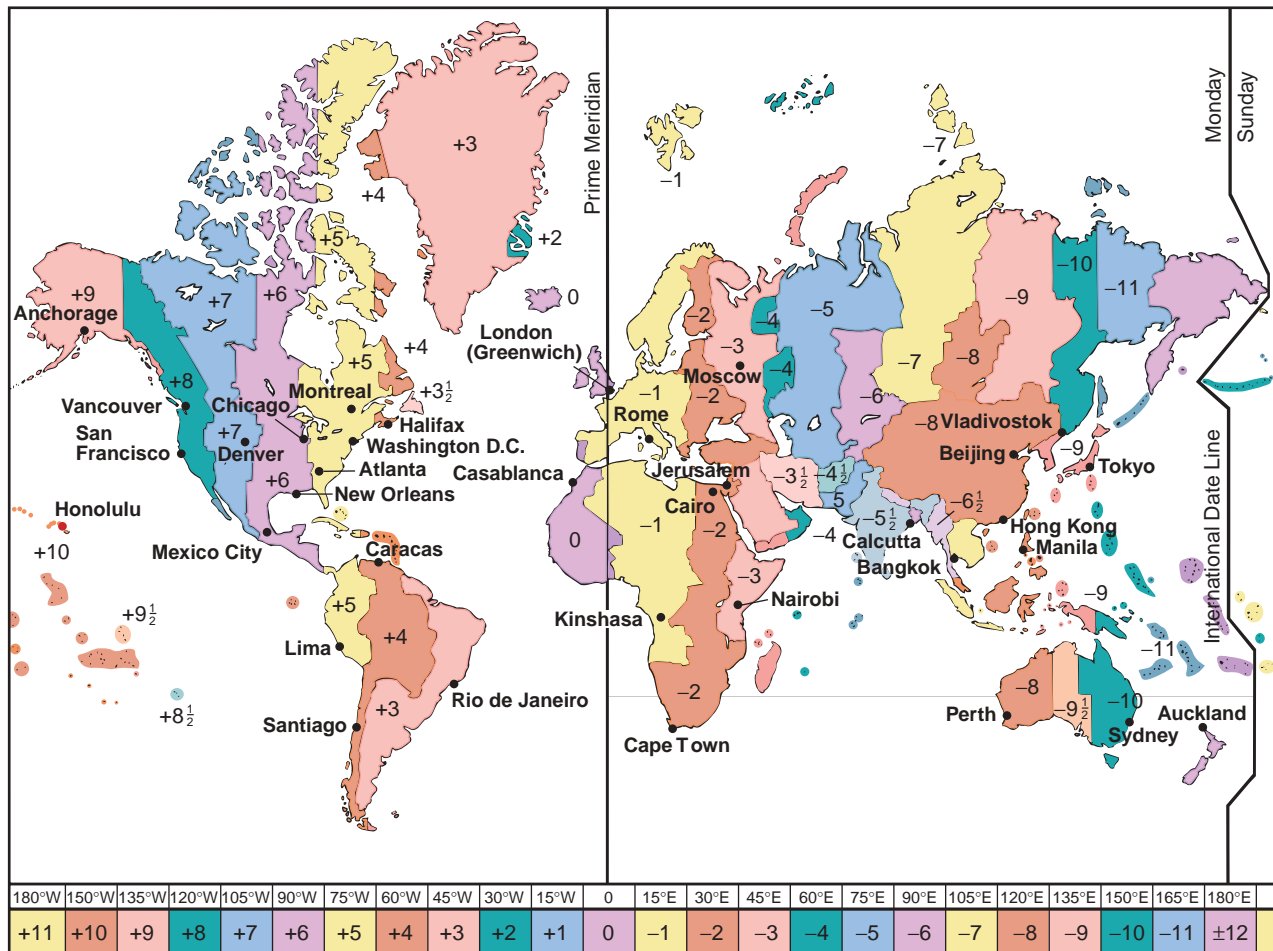 Prime Meridian
Monday
Sunday
International Date Line
+3
+4
+5
+2
0
−1
−7
+9
Anchorage
+7
+6
London
(Greenwich)
−2
−4
−5
−9
−10
−11
+8
+5
+4
+3½
−3
−4
−7
−8
−6
Moscow
Montreal
Vancouver
Chicago
Halifax
San
Francisco
+7
Denver
Washington D.C.
−1
Rome
−2
−8
Vladivostok
Beijing
−9
Tokyo
Atlanta
+6
New Orleans
Casablanca
Jerusalem
Cairo
−3½
−4½
5
−5½
−6½
Honolulu
+10
Mexico City
Caracas
0
−1
−2
−4
Calcutta
Bangkok
Hong Kong
Manila
+9½
+5
Lima
+4
Kinshasa
−3
Nairobi
−9
−11
+8½
Rio de Janeiro
+3
Santiago
−2
Cape Town
−8
Perth
−9½
−10
Sydney
Auckland
180°W 150°W 135°W 120°W 105°W 90°W 75°W 60°W 45°W 30°W 15°W 0 15°E 30°E 45°E 60°E 75°E 90°E 105°E 120°E 135°E 150°E 165°E 180°E
+11 +10 +9 +8 +7 +6 +5 +4 +3 +2 +1 0 −1 −2 −3 −4 −5 −6 −7 −8 −9 −10 −11 ±12